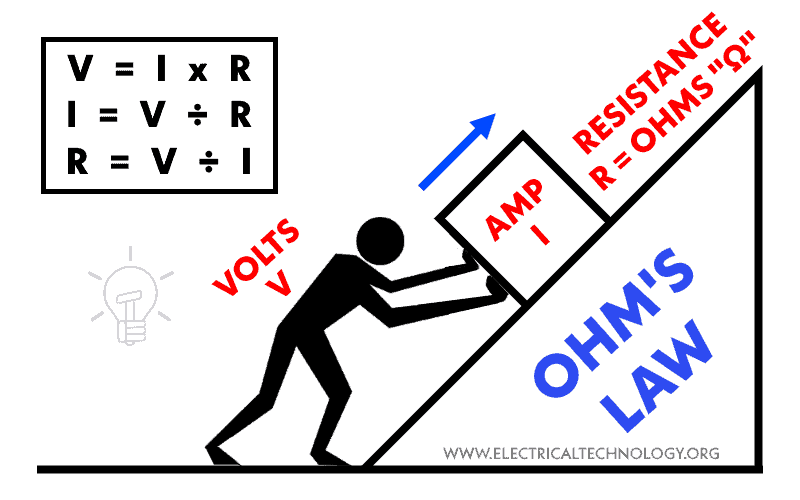 V = I x R
I = V ÷ R
R = V ÷ I
RESISTANCE
R = OHMS "Ω"
AMP
I
VOLTS
V
OHM'S
LAW
WWW.ELECTRICALTECHNOLOGY.ORG